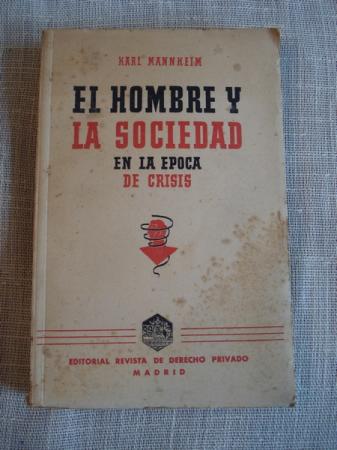 KARL MANNHEIM
EL HOMBRE Y
LA SOCIEDAD
EN LA EPOCA
DE CRISIS
EDITORIAL REVISTA DE DERECHO PRIVADO
MADRID